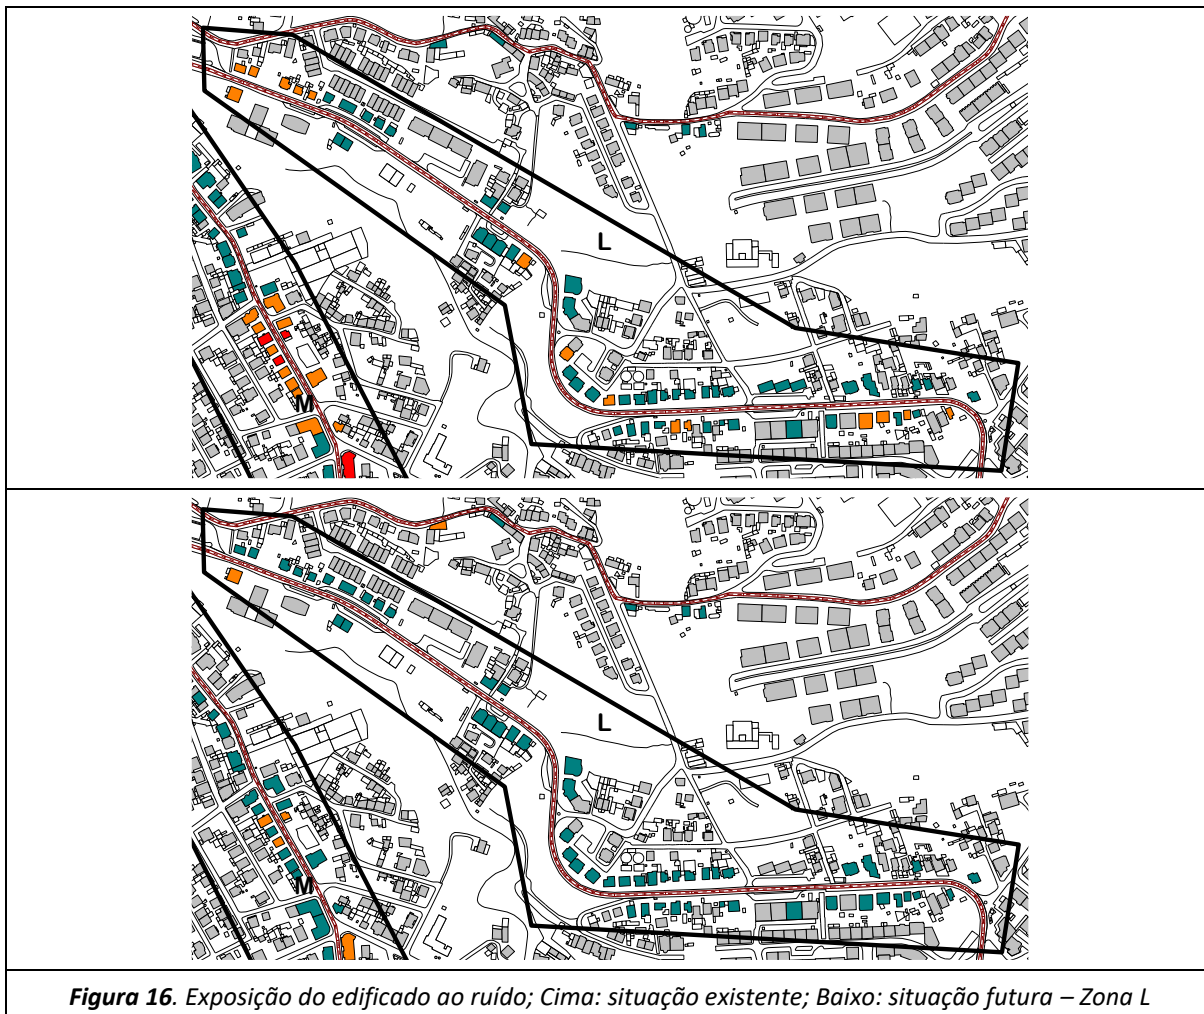 L
M
L
M
Figura 16. Exposição do edificado ao ruído; Cima: situação existente; Baixo: situação futura – Zona L